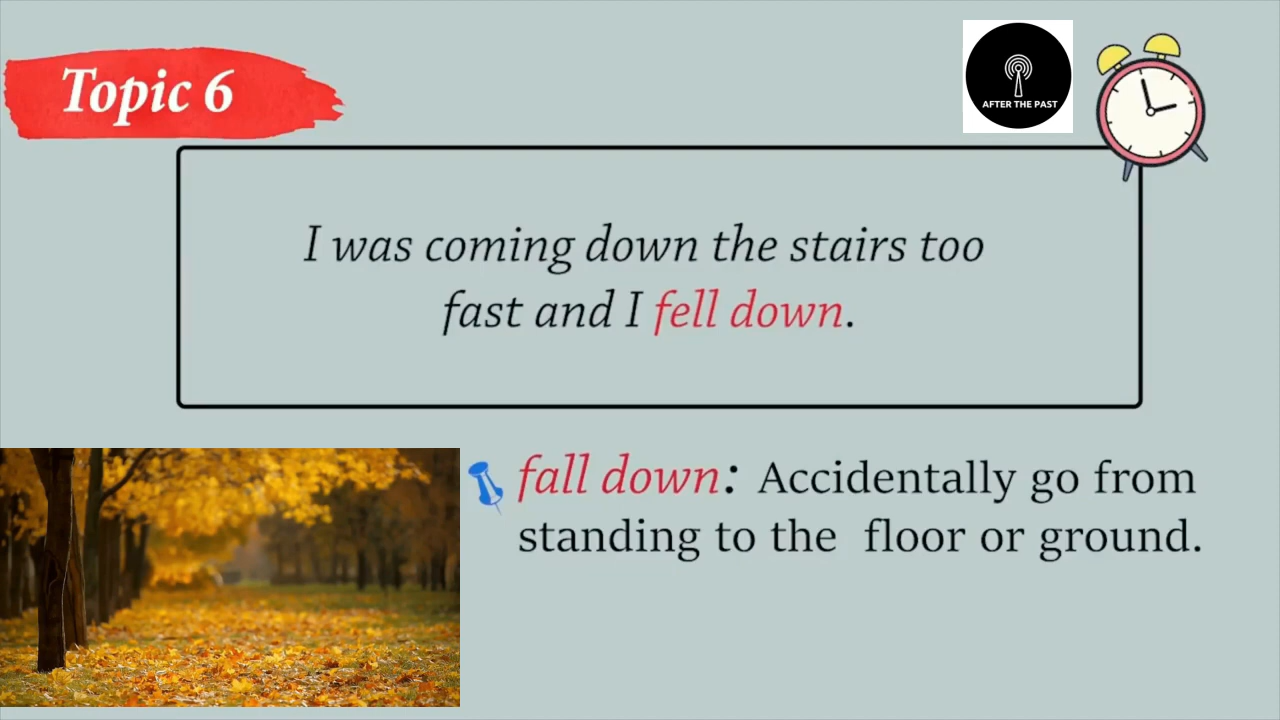 Topic 6
AFTER THE PAST
I was coming down the stairs too
fast and I fell down.
fall down: Accidentally go from
standing to the floor or ground.